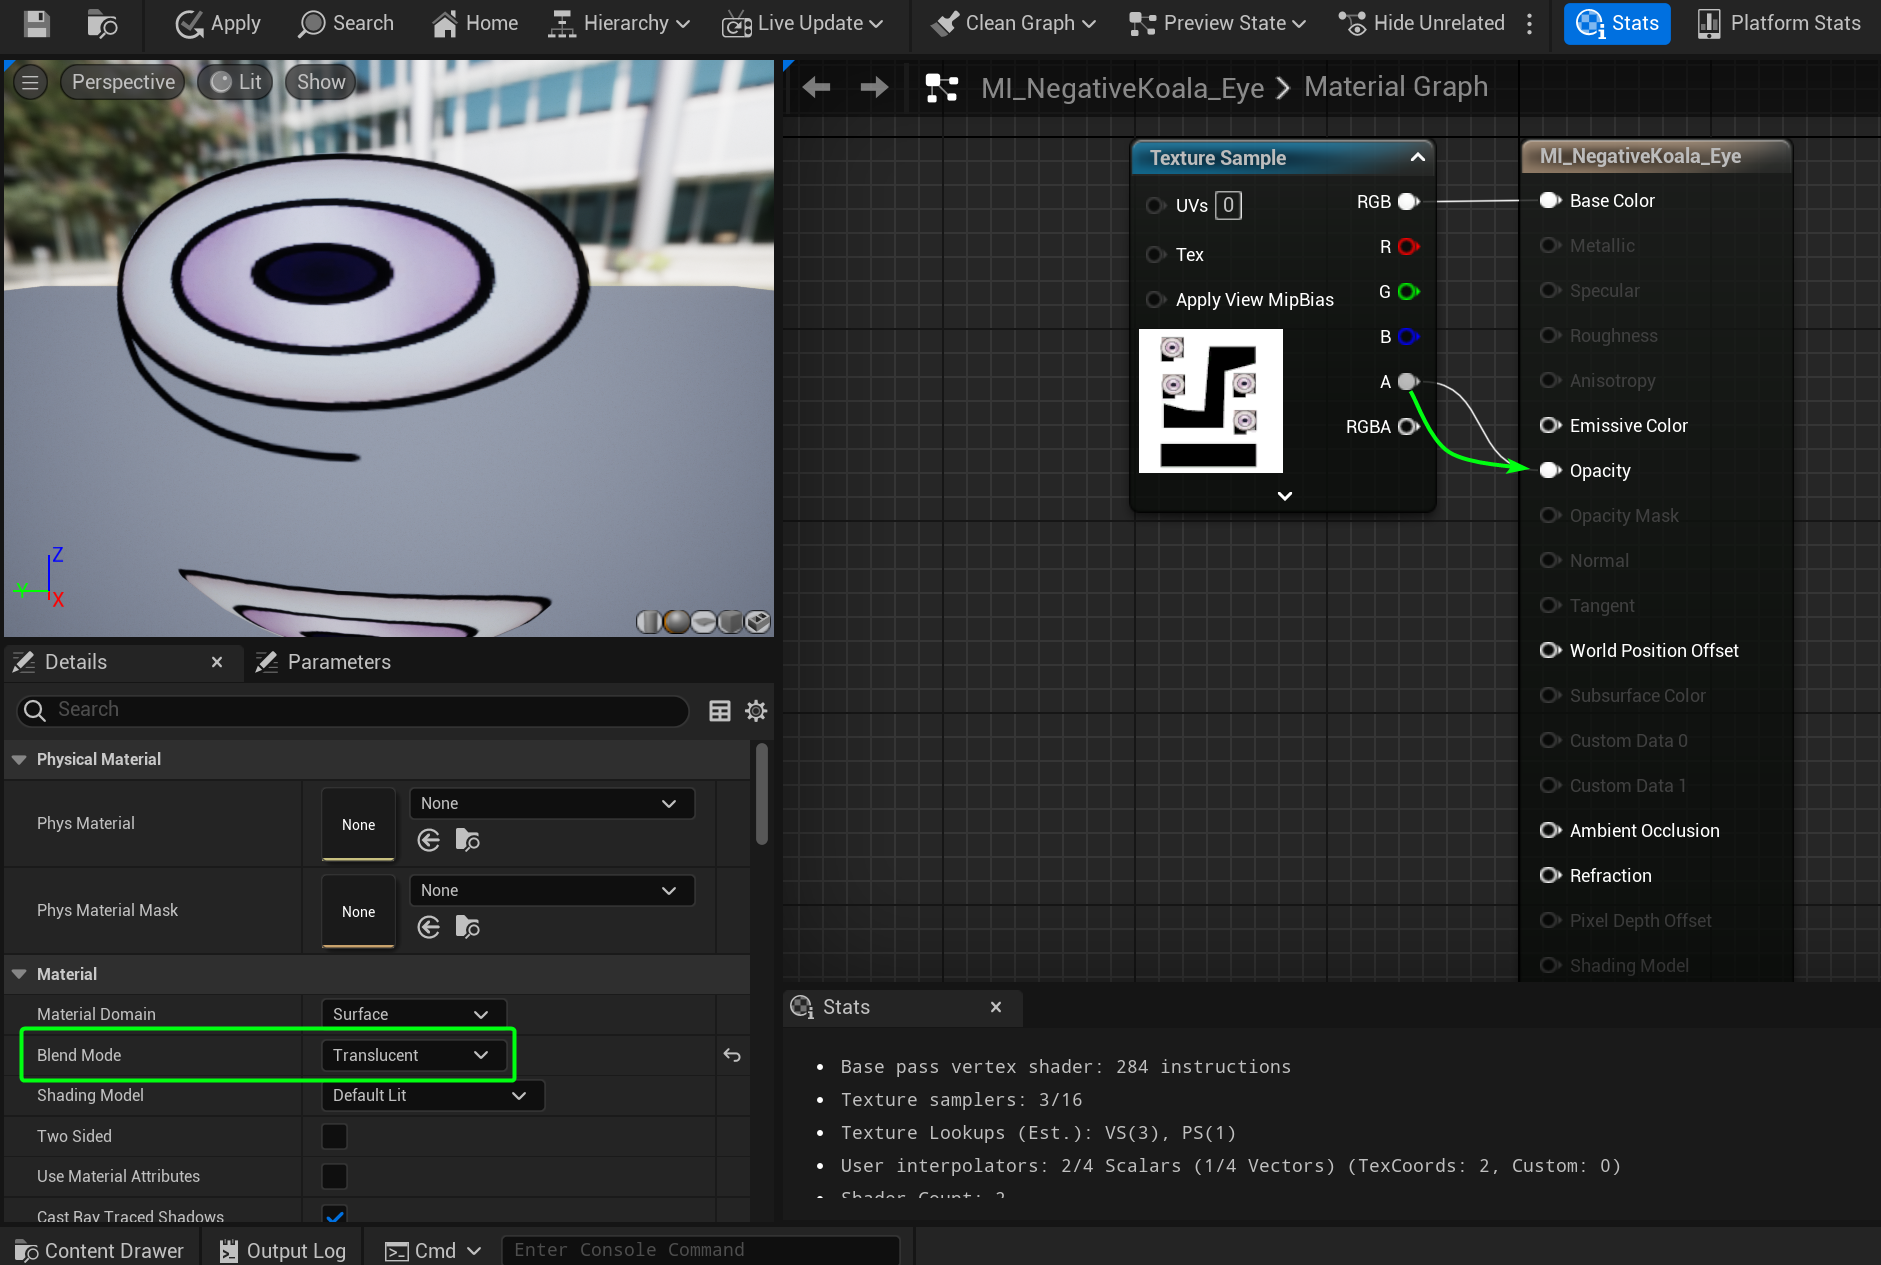 Apply
Search
Home
Hierarchy
Live Update
Clean Graph
Preview State
Hide Unrelated
Stats
Platform Stats
Perspective
Lit
Show
MI_NegativeKoala_Eye
Material Graph
Texture Sample
UVs 0
Tex
Apply View MipBias
RGB
R
G
B
A
RGBA
MI_NegativeKoala_Eye
Base Color
Metallic
Specular
Roughness
Anisotropy
Emissive Color
Opacity
Opacity Mask
Normal
Tangent
World Position Offset
Subsurface Color
Custom Data 0
Custom Data 1
Ambient Occlusion
Refraction
Pixel Depth Offset
Shading Model
Z
Y
X
Details
Parameters
Search
Physical Material
Phys Material
None
None
Phys Material Mask
None
None
Material
Material Domain
Surface
Blend Mode
Translucent
Shading Model
Default Lit
Two Sided
Use Material Attributes
Cast Ray Traced Shadows
Stats
Base pass vertex shader: 284 instructions
Texture samplers: 3/16
Texture Lookups (Est.): VS(3), PS(1)
User interpolators: 2/4 Scalars (1/4 Vectors) (TexCoords: 2, Custom: 0)
Shader Count: 2
Content Drawer
Output Log
Cmd
Enter Console Command